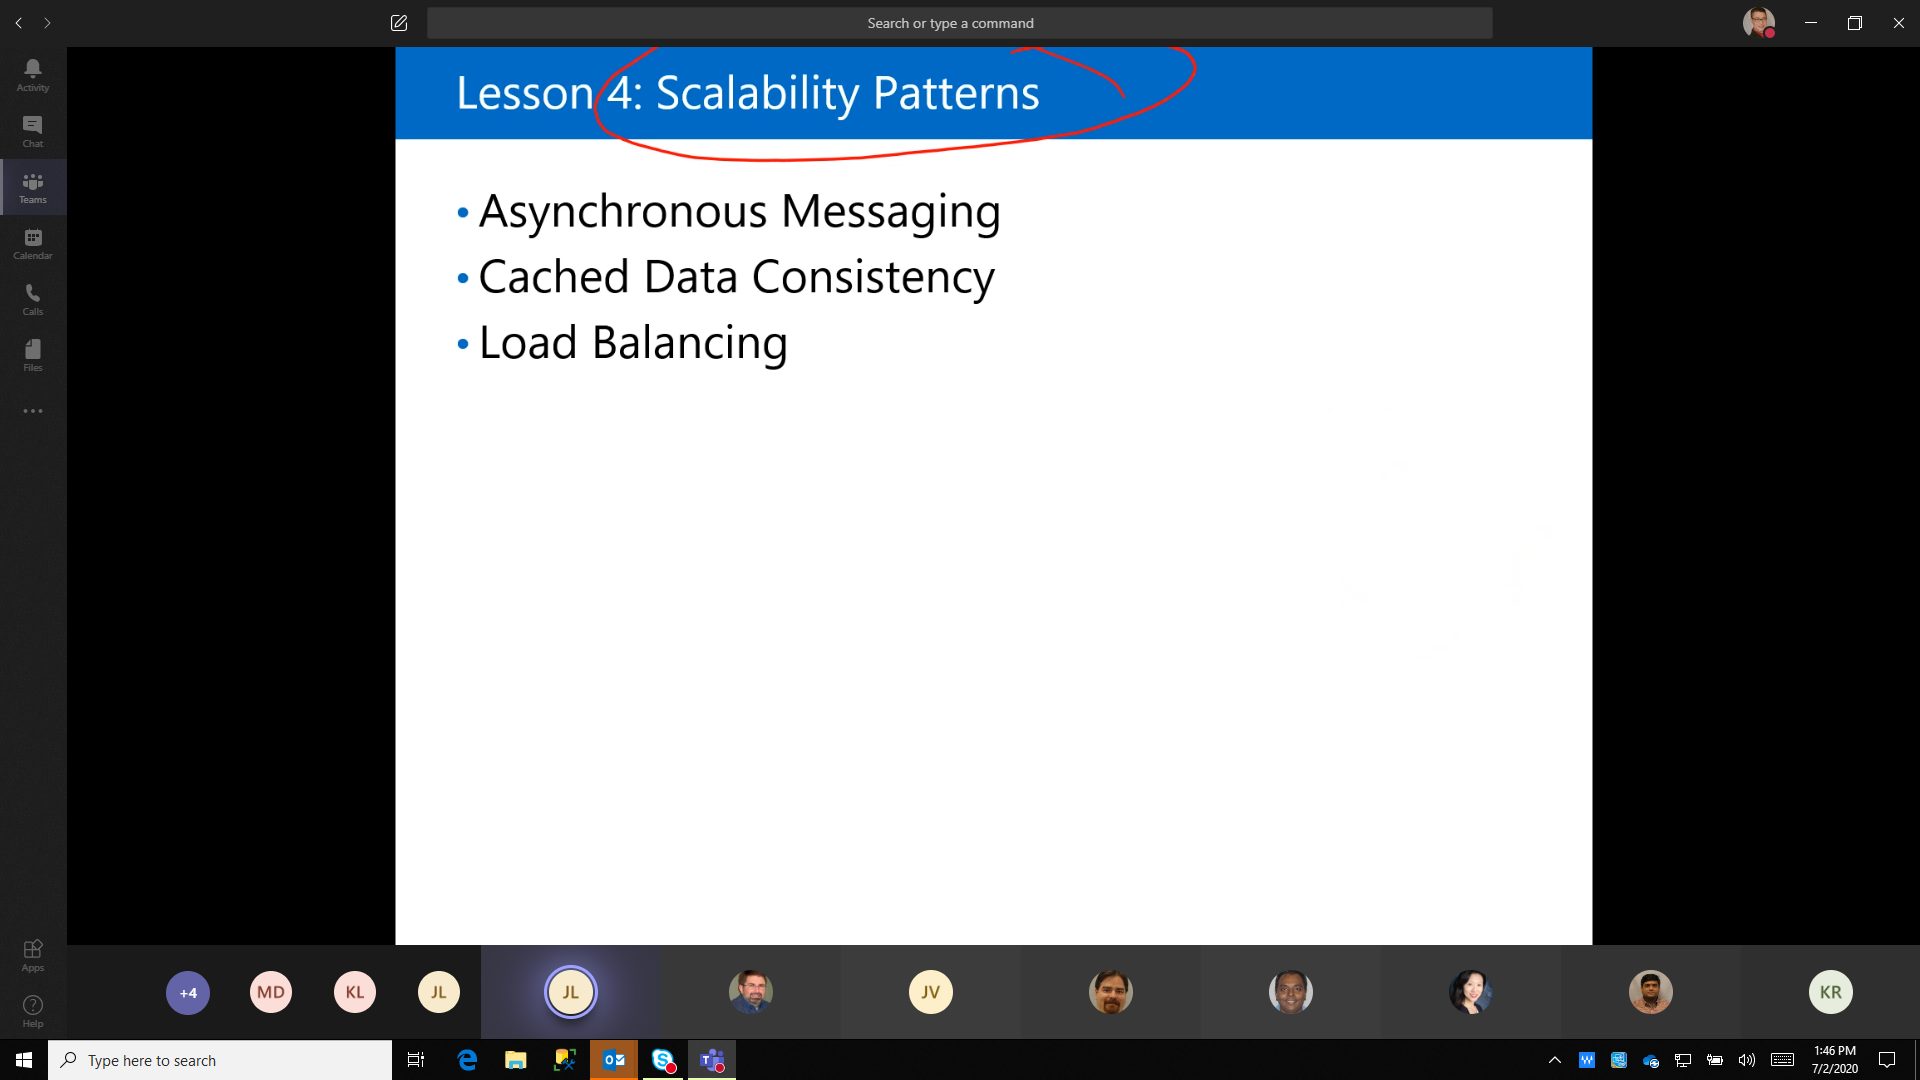 Search or type a command
Activity
Chat
Teams
Calendar
Calls
Files
Apps
Help
Lesson 4: Scalability Patterns
• Asynchronous Messaging
• Cached Data Consistency
• Load Balancing
+4
MD
KL
JL
JL
JV
KR
Type here to search
1:46 PM
7/2/2020